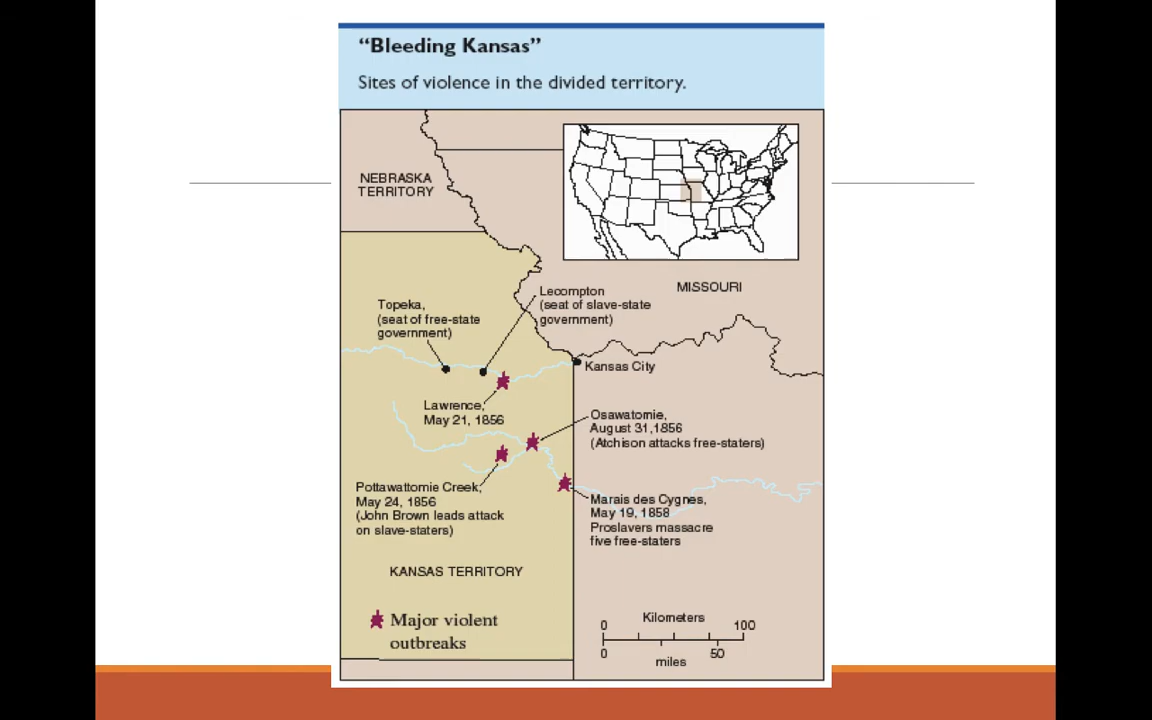 “Bleeding Kansas”
Sites of violence in the divided territory.
NEBRASKA
TERRITORY
MISSOURI
Topeka,
(seat of free-state
government)
Lecompton
(seat of slave-state
government)
Kansas City
Lawrence,
May 21, 1856
Osawatomie,
August 31,1856
(Atchison attacks free-staters)
Pottawattomie Creek,
May 24, 1856
(John Brown leads attack
on slave-staters)
Marais des Cygnes,
May 19, 1858
Proslavers massacre
five free-staters
KANSAS TERRITORY
Major violent
outbreaks
Kilometers
0 100
0 50
miles